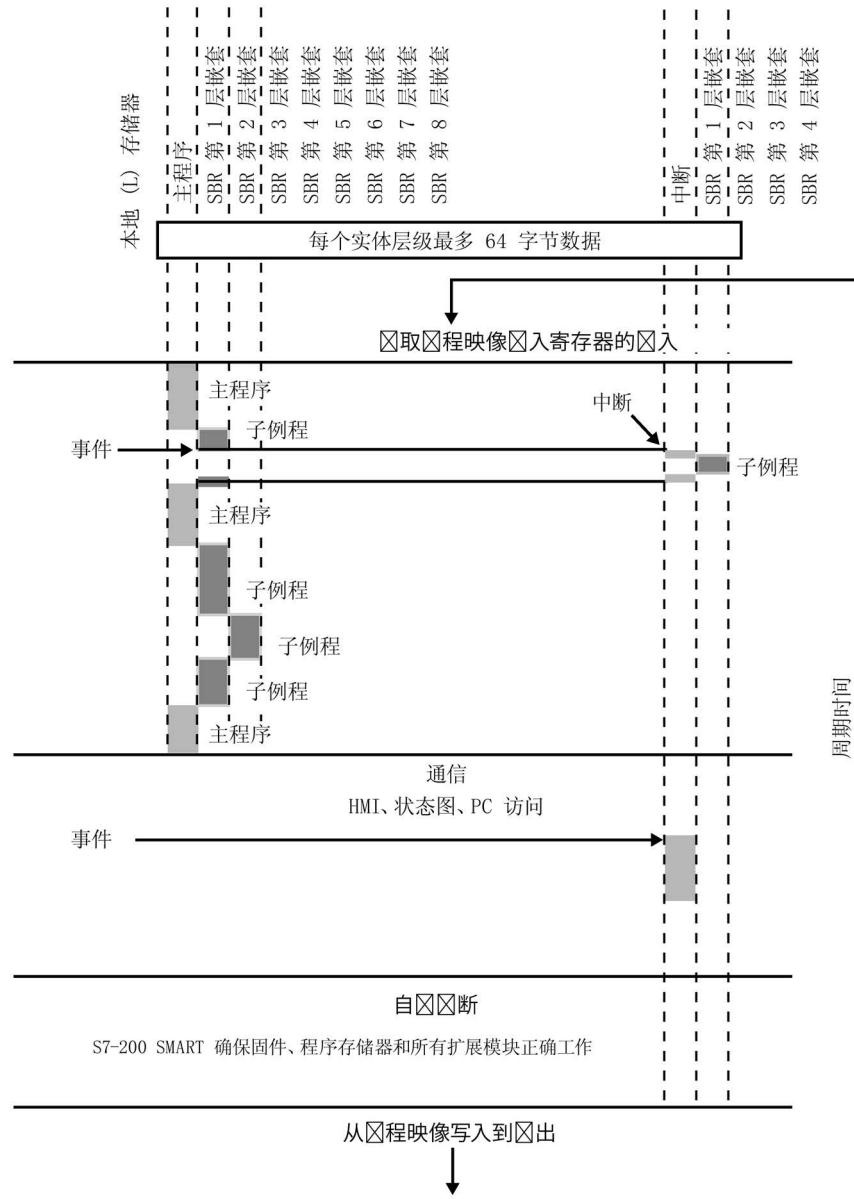 本地 (L) 存储器
主程序
SBR 第 1 层嵌套
SBR 第 2 层嵌套
SBR 第 3 层嵌套
SBR 第 4 层嵌套
SBR 第 5 层嵌套
SBR 第 6 层嵌套
SBR 第 7 层嵌套
SBR 第 8 层嵌套
中断
SBR 第 1 层嵌套
SBR 第 2 层嵌套
SBR 第 3 层嵌套
SBR 第 4 层嵌套
每个实体层级最多 64 字节数据
取程映像入寄存器的入
主程序
子例程
中断
事件
子例程
主程序
子例程
子例程
子例程
主程序
周期时间
通信
HMI、状态图、PC 访问
事件
自断
S7-200 SMART 确保固件、程序存储器和所有扩展模块正确工作
从程映像写入到出